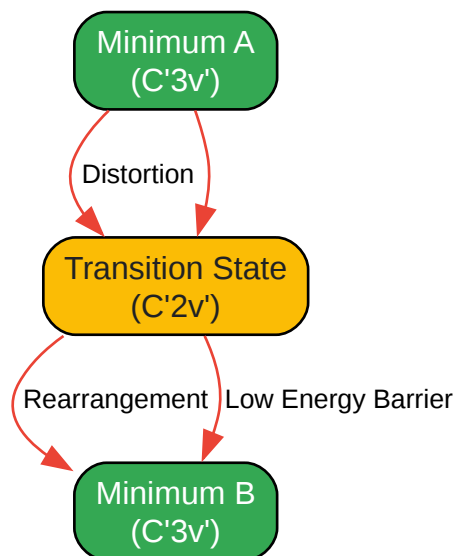 Minimum A
(C'3v')
Distortion
Transition State
(C'2v')
Rearrangement
Low Energy Barrier
Minimum B
(C'3v')